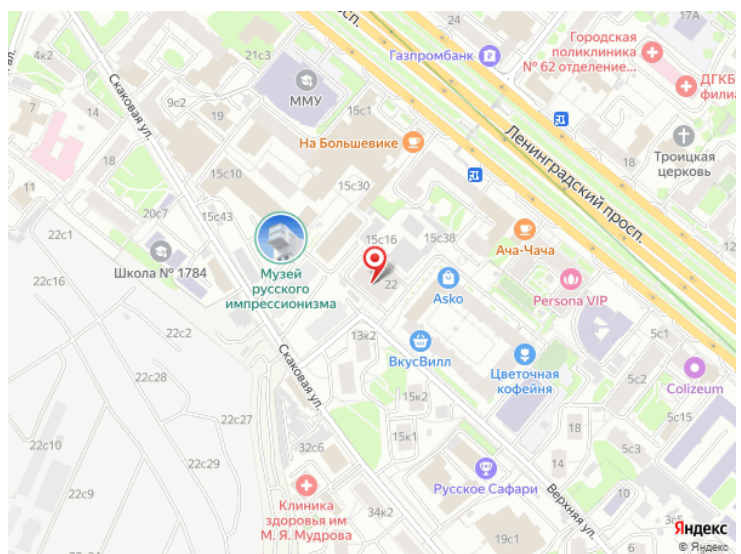 24
17А
4к2
21с3
Газпромбанк
Городская
поликлиника
№ 62 отделение...
ДГКБ
филиа
просп.
Скаковая ул.
9с2
14
ММУ
19
15с1
На Большевике
Ленинградский просп.
18
Троицкая
церковь
18
14
11
15с10
15с30
20с7
15с43
22с1
15с16
15с38
Ача-Чача
22с16
Школа № 1784
Музей
русского
импрессионизма
22
Asko
Persona VIP
22с2
13к2
ВкусВилл
5с1
Скаковая ул.
22с28
Цветочная
кофейня
5с2
Colizeum
15к2
5с15
22с27
15к1
22с10
32с6
5с3
22с29
14
18
Русское Сафари
22с9
Клиника
здоровья им
М. Я. Мудрова
34к2
10
Верхняя ул.
3с1
19с1
Яндекс
© Яндекс